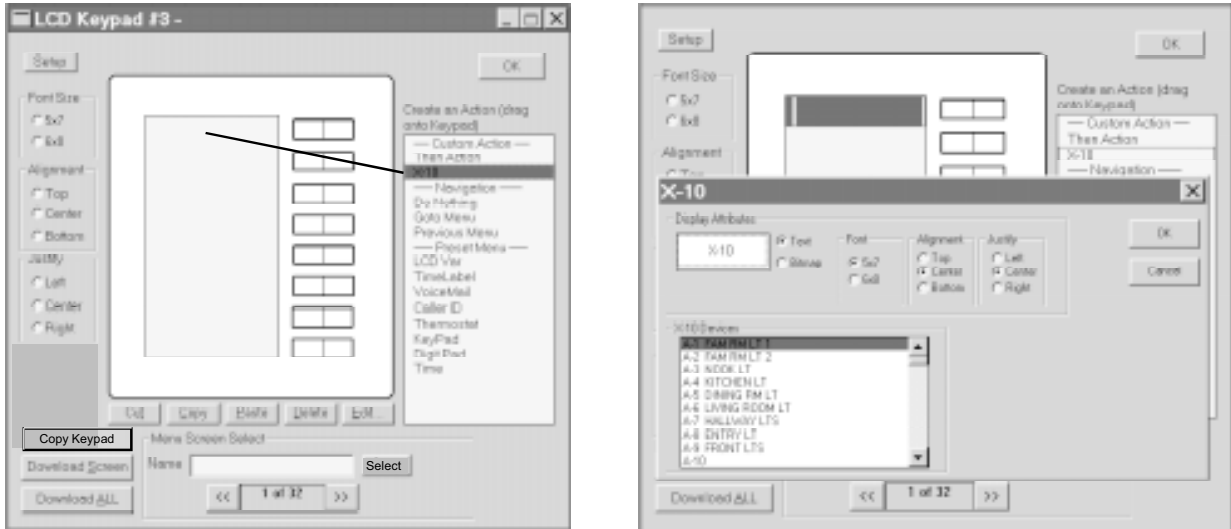 LCD Keypad #3 -
Setup
OK
Font Size
5x7
6x8
Alignment
Top
Center
Bottom
Justify
Left
Center
Right
Create an Action (drag
onto Keypad)
---- Custom Action ----
Then Action
X-10
---- Navigation ----
Do Nothing
Goto Menu
Previous Menu
---- Preset Menu ----
LCD Ver
TimeLabel
VoiceMail
Caller ID
Thermostat
KeyPad
Digit Pad
Time
Cut
Copy
Paste
Delete
Edit...
Copy Keypad
Download Screen
Download ALL
Menu Screen Select
Name
Select
<<
1 of 32
>>
Setup
OK
Font Size
5x7
6x8
Alignment
Top
Create an Action (drag
onto Keypad)
---- Custom Action ----
Then Action
X-10
---- Navigation ----
X-10
Display Attributes
X-10
Text
Bitmap
Font
5x7
6x8
Alignment
Top
Center
Bottom
Justify
Left
Center
Right
OK
Cancel
X-10 Devices
A-1 FAM RM LT 1
A-2 FAM RM LT 2
A-3 NOOK LT
A-4 KITCHEN LT
A-5 DINING RM LT
A-6 LIVING ROOM LT
A-7 HALLWAY LTS
A-8 ENTRY LT
A-9 FRONT LTS
A-10
Download ALL
<<
1 of 32
>>